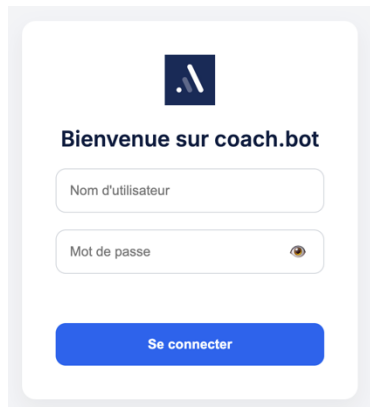 Bienvenue sur coach.bot
Nom d'utilisateur
Mot de passe
Se connecter